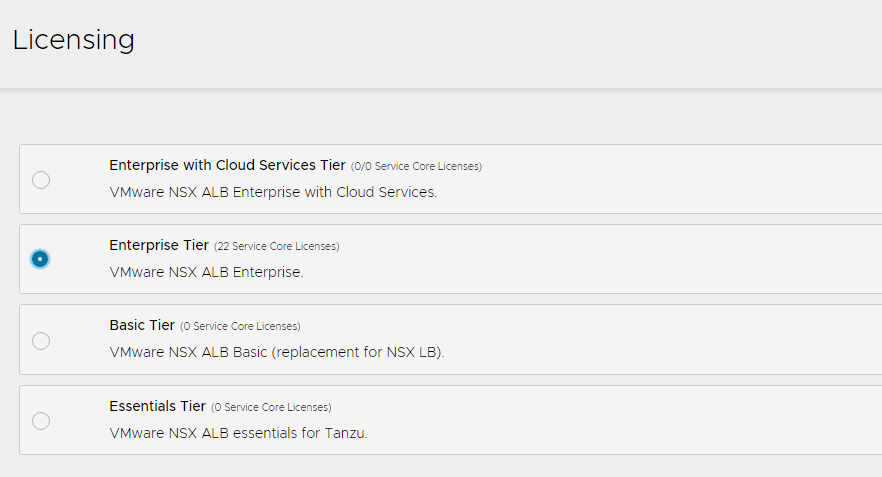 Licensing
Enterprise with Cloud Services Tier (0/0 Service Core Licenses)
VMware NSX ALB Enterprise with Cloud Services.
Enterprise Tier (22 Service Core Licenses)
VMware NSX ALB Enterprise.
Basic Tier (0 Service Core Licenses)
VMware NSX ALB Basic (replacement for NSX LB).
Essentials Tier (0 Service Core Licenses)
VMware NSX ALB essentials for Tanzu.